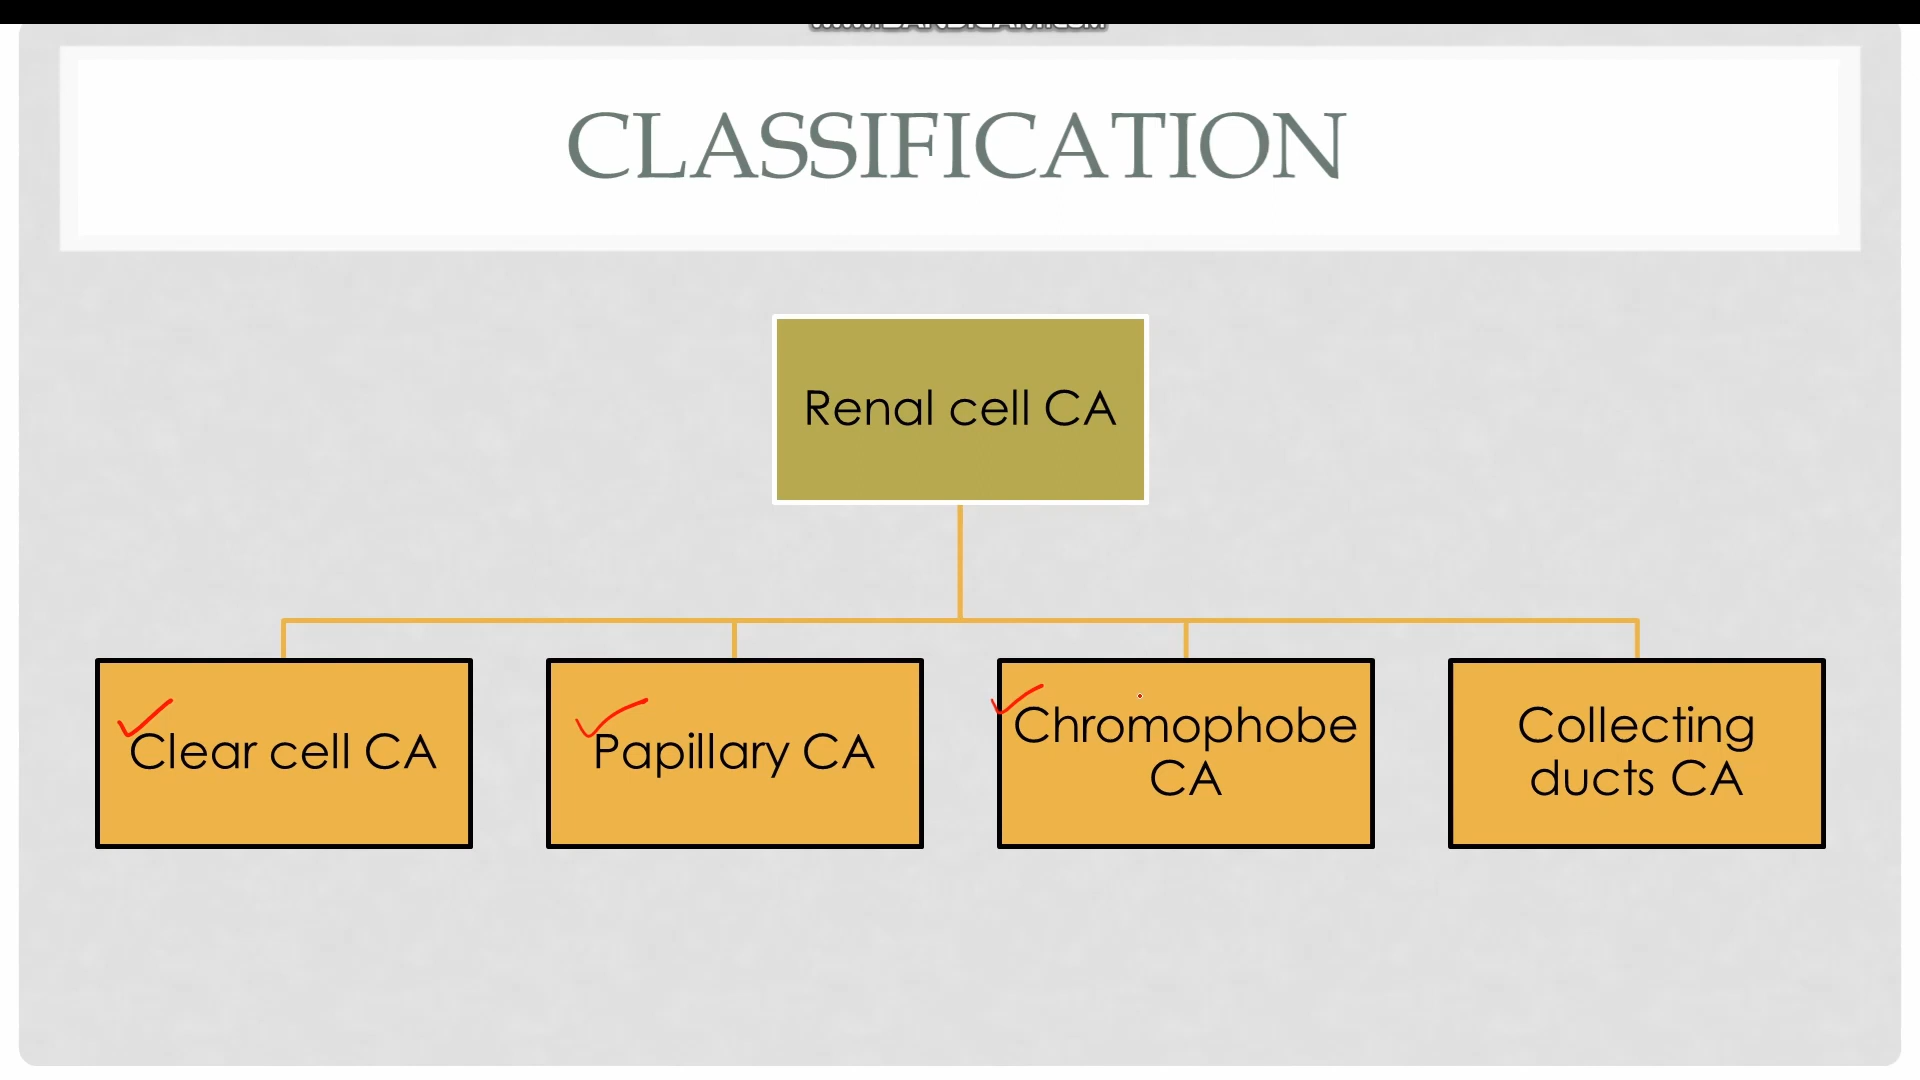 CLASSIFICATION
Renal cell CA
Clear cell CA
Papillary CA
Chromophobe
CA
Collecting
ducts CA